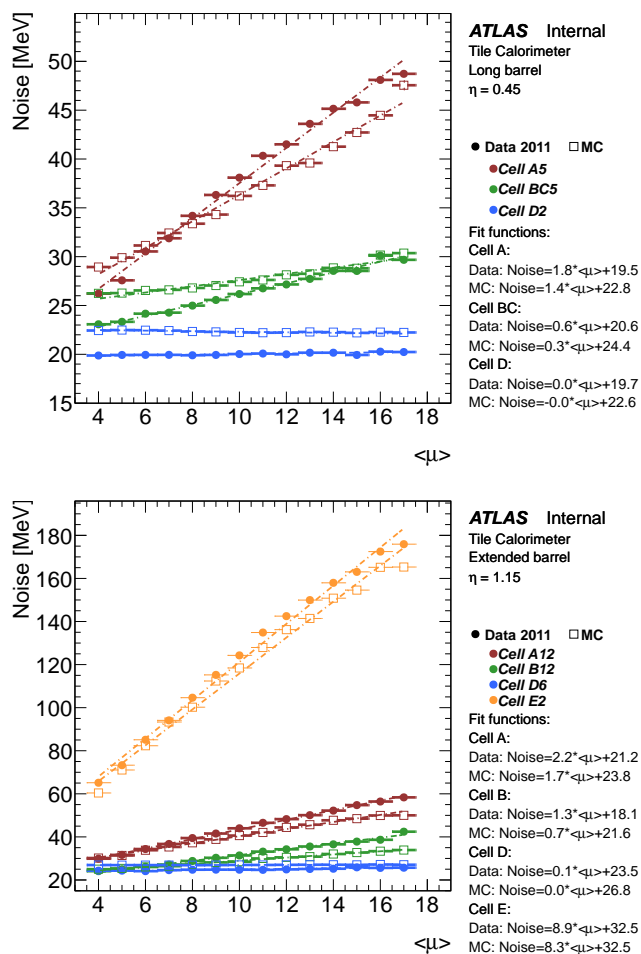 ATLAS Internal
Tile Calorimeter
Long barrel
η = 0.45
Noise [MeV]
50
45
40
35
30
25
20
15
4 6 8 10 12 14 16 18
<μ>
Data 2011 MC
Cell A5
Cell BC5
Cell D2
Fit functions:
Cell A:
Data: Noise=1.8*<μ>+19.5
MC: Noise=1.4*<μ>+22.8
Cell BC:
Data: Noise=0.6*<μ>+20.6
MC: Noise=0.3*<μ>+24.4
Cell D:
Data: Noise=0.0*<μ>+19.7
MC: Noise=-0.0*<μ>+22.6
ATLAS Internal
Tile Calorimeter
Extended barrel
η = 1.15
Noise [MeV]
180
160
140
120
100
80
60
40
20
4 6 8 10 12 14 16 18
<μ>
Data 2011 MC
Cell A12
Cell B12
Cell D6
Cell E2
Fit functions:
Cell A:
Data: Noise=2.2*<μ>+21.2
MC: Noise=1.7*<μ>+23.8
Cell B:
Data: Noise=1.3*<μ>+18.1
MC: Noise=0.7*<μ>+21.6
Cell D:
Data: Noise=0.1*<μ>+23.5
MC: Noise=0.0*<μ>+26.8
Cell E:
Data: Noise=8.9*<μ>+32.5
MC: Noise=8.3*<μ>+32.5